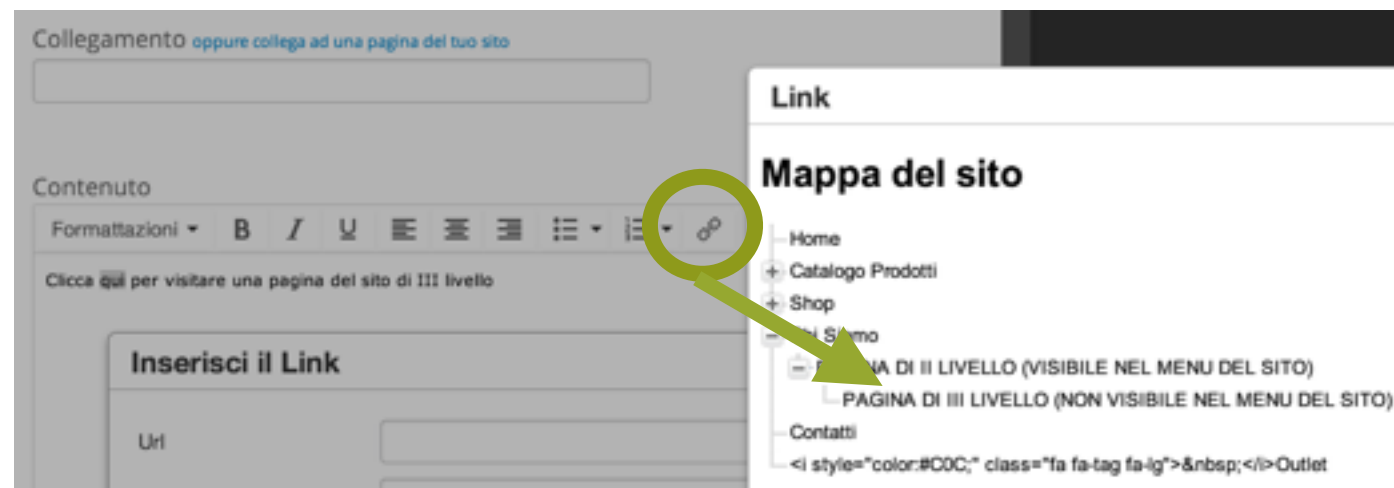 Collegamento oppure collega ad una pagina del tuo sito
Contenuto
Formattazioni B I U
Clicca qui per visitare una pagina del sito di III livello
Inserisci il Link
Url
Link
Mappa del sito
Home
Catalogo Prodotti
Shop
Siamo
DI II LIVELLO (VISIBILE NEL MENU DEL SITO)
PAGINA DI III LIVELLO (NON VISIBILE NEL MENU DEL SITO)
Contatti
<i style="color:#C0C;" class="fa fa-tag fa-lg">&nbsp;</i>Outlet